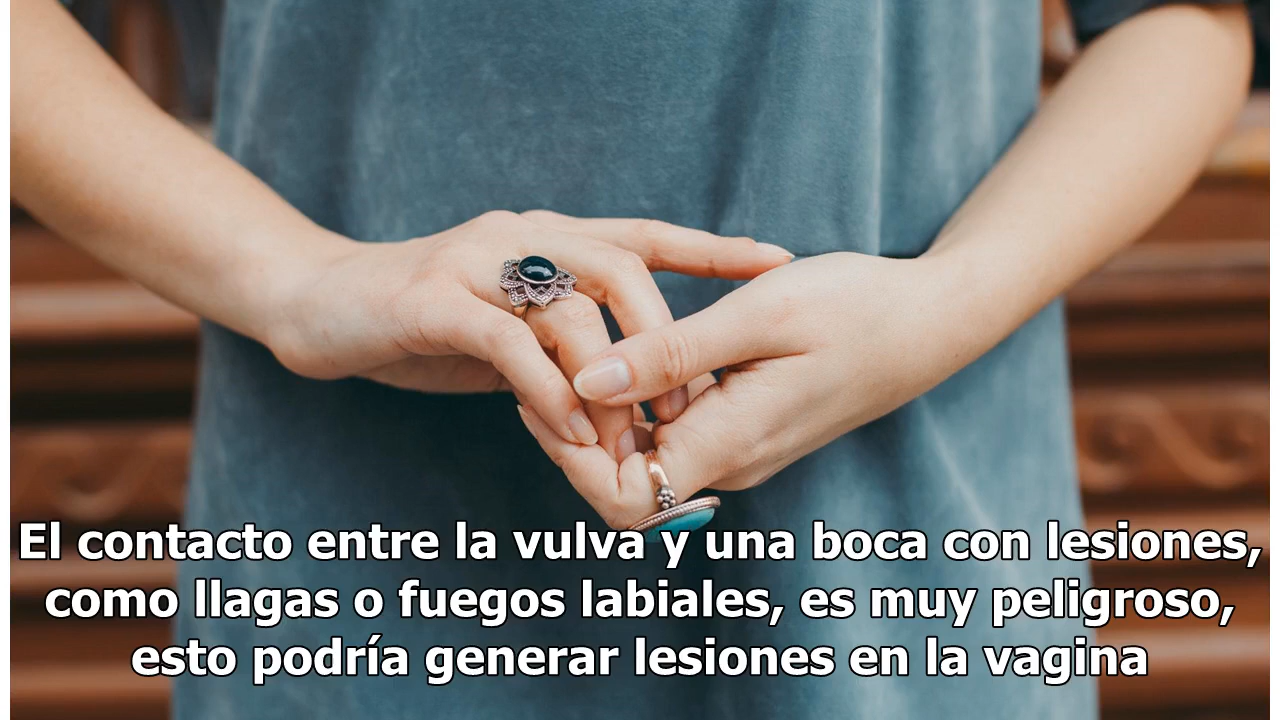 El contacto entre la vulva y una boca con lesiones,
como llagas o fuegos labiales, es muy peligroso,
esto podría generar lesiones en la vagina